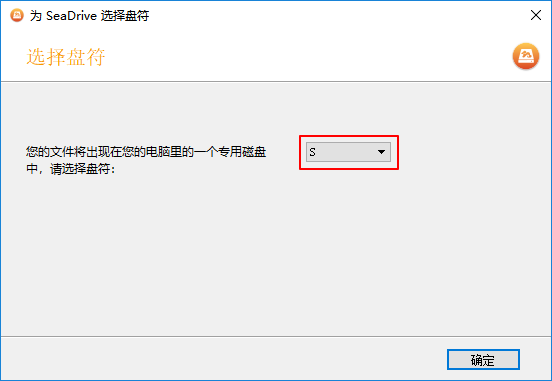 为 SeaDrive 选择盘符
选择盘符
您的文件将出现在您的电脑里的一个专用磁盘
中，请选择盘符：
S
确定